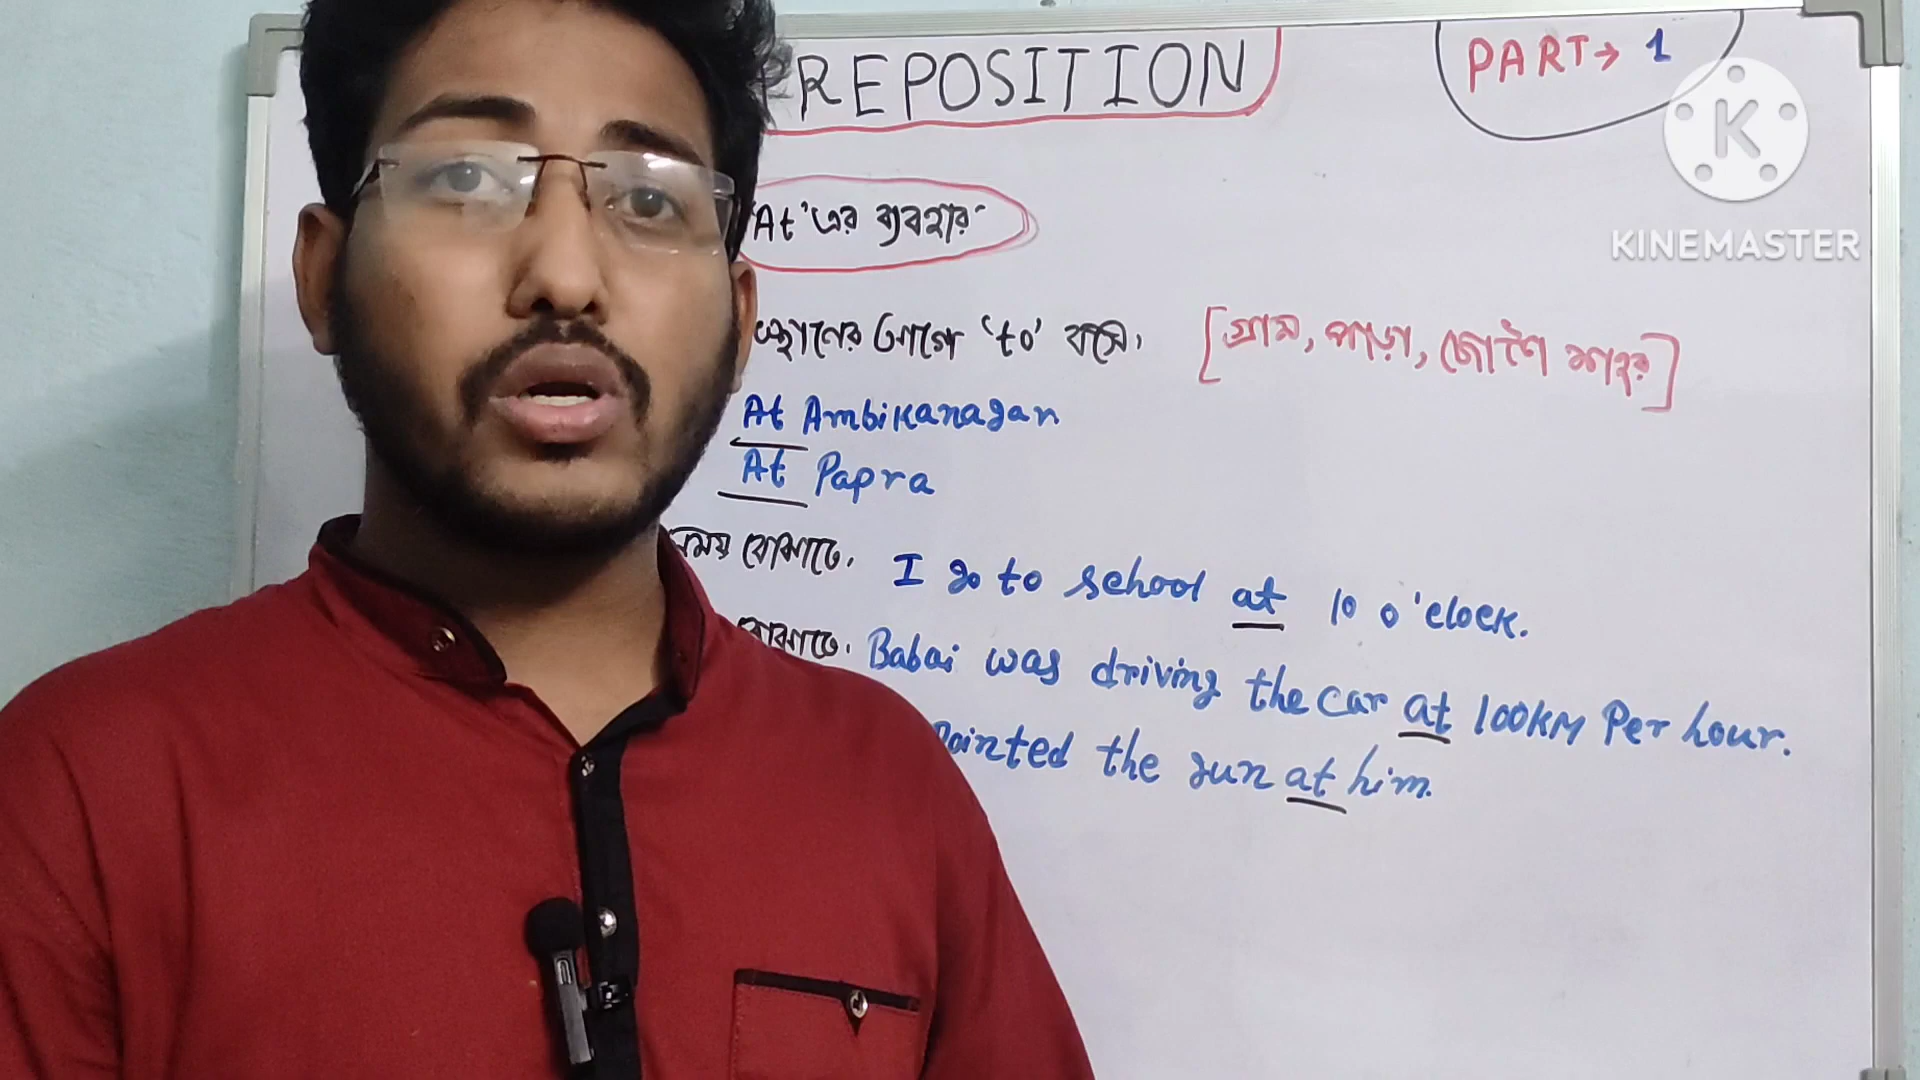 PREPOSITION
PART → 1
KINEMASTER
'At' এর ব্যবহার
স্থানের আগে 'to' বসে। [গ্রাম, পাড়া, ছোট শহর]
At Ambikanagar
At Papra
সময় বোঝাতে. I go to school at 10 o'clock.
বোঝাতে. Babai was driving the car at 100KM Per hour.
Pointed the gun at him.